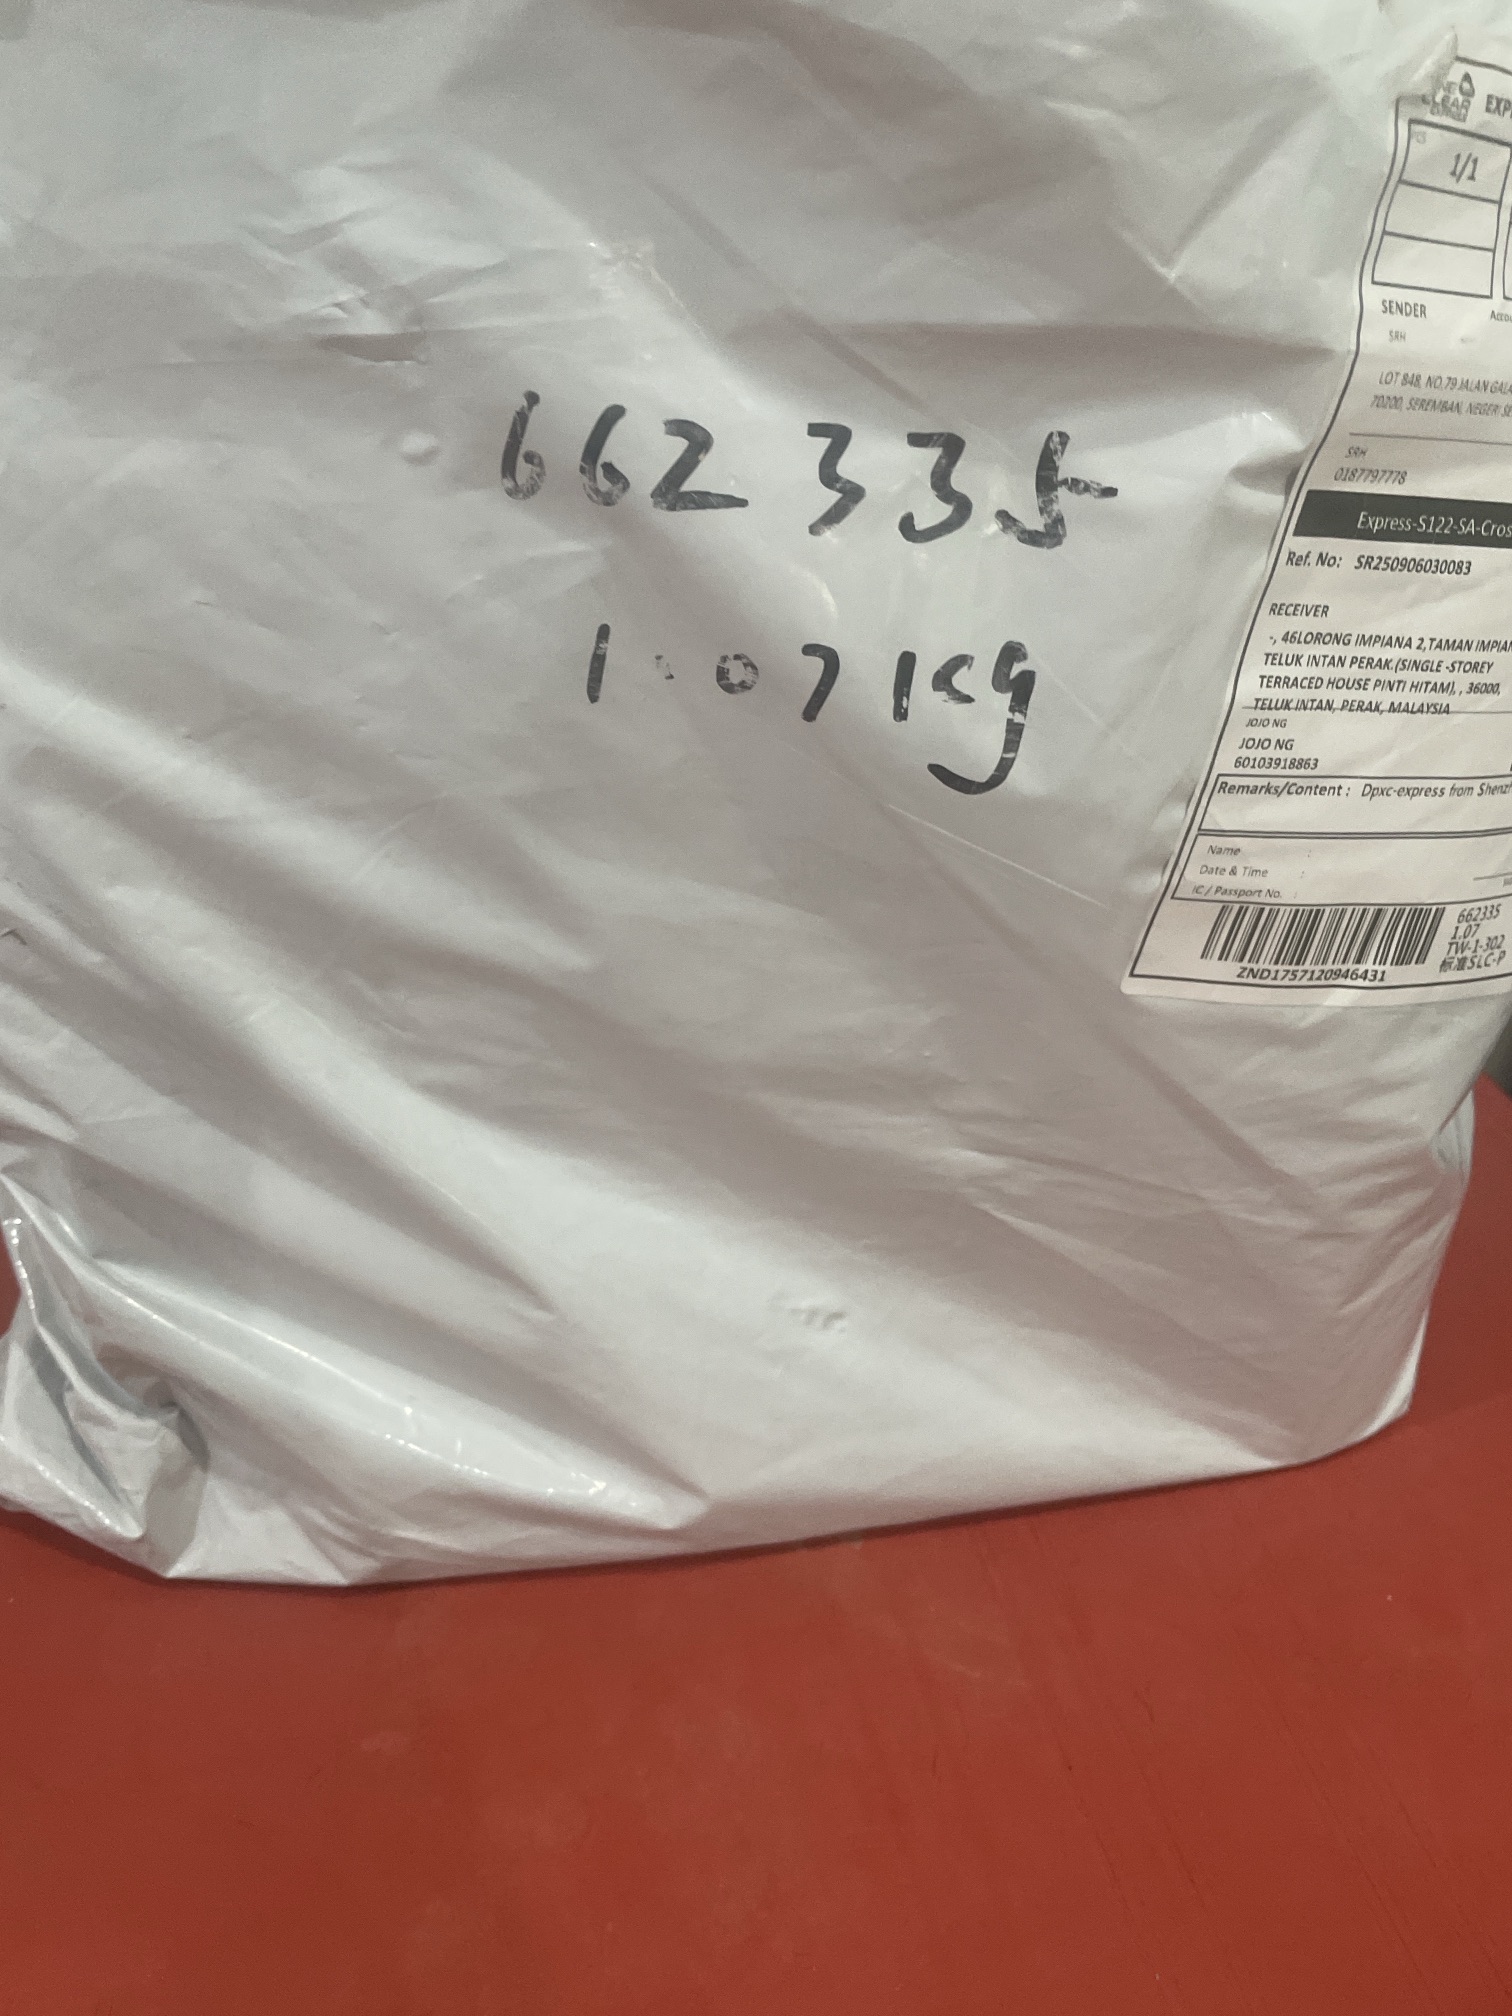 662335
1.07kg
EXP
1/1
SENDER
SRH
LOT 848, NO.79 JALAN
70200, SEREMBAN, NEGERI
SRH
0187797778
Express-S122-SA-Cros
Ref. No: SR250906030083
RECEIVER
-, 46LORONG IMPIANA 2,TAMAN IMPIAN
TELUK INTAN PERAK.(SINGLE -STOREY
TERRACED HOUSE PINTI HITAM), , 36000,
TELUK INTAN, PERAK, MALAYSIA
JOJO NG
JOJO NG
60103918863
Remarks/Content : Dpxc-express from Shenz
Name :
Date & Time :
IC / Passport No. :
662335
1.07
TW-1-302
标准SLC-P
ZND1757120946431